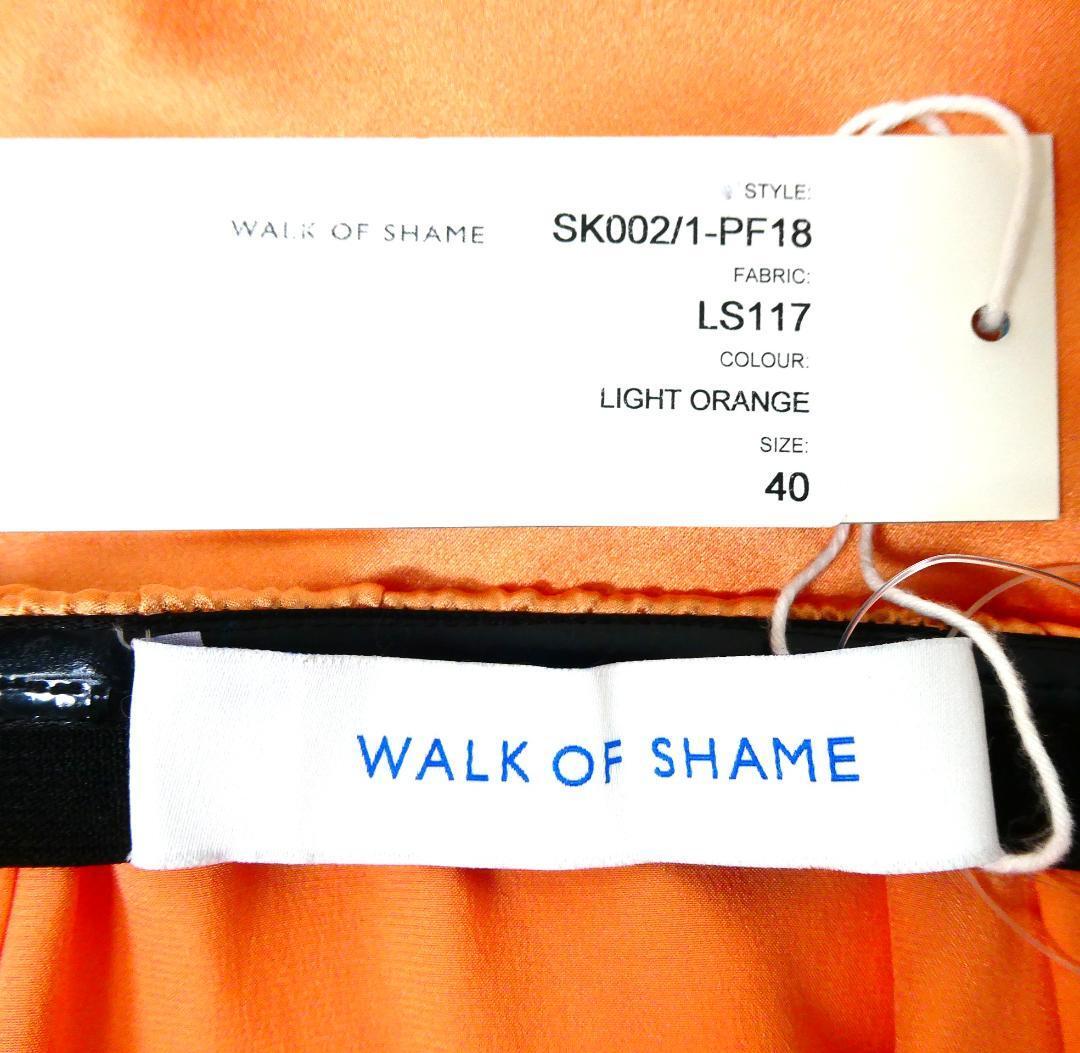 WALK OF SHAME
STYLE:
SK002/1-PF18
FABRIC:
LS117
COLOUR:
LIGHT ORANGE
SIZE:
40
WALK OF SHAME